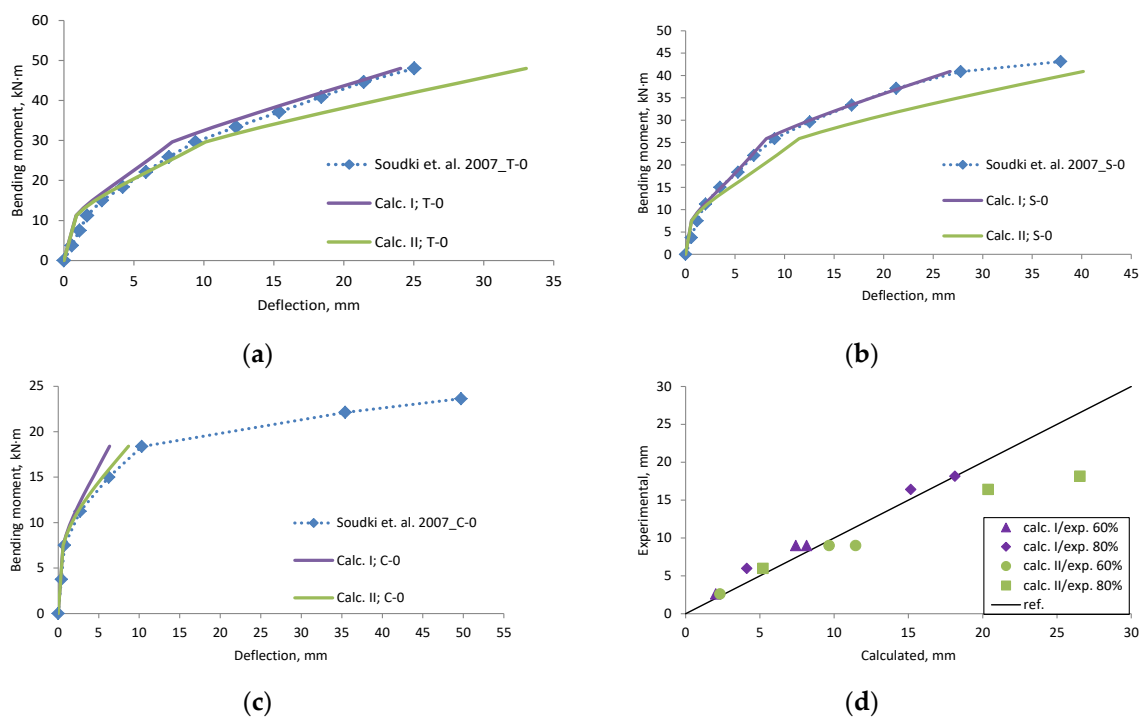 60
50
40
30
20
10
0
Bending moment, kN·m
0 5 10 15 20 25 30 35
Deflection, mm
Soudki et. al. 2007_T-0
Calc. I; T-0
Calc. II; T-0
(a)
50
45
40
35
30
25
20
15
10
5
0
Bending moment, kN·m
0 5 10 15 20 25 30 35 40 45
Deflection, mm
Soudki et. al. 2007_S-0
Calc. I; S-0
Calc. II; S-0
(b)
25
20
15
10
5
0
Bending moment, kN·m
0 5 10 15 20 25 30 35 40 45 50 55
Deflection, mm
Soudki et. al. 2007_C-0
Calc. I; C-0
Calc. II; C-0
(c)
30
25
20
15
10
5
0
Experimental, mm
0 5 10 15 20 25 30
Calculated, mm
calc. I/exp. 60%
calc. I/exp. 80%
calc. II/exp. 60%
calc. II/exp. 80%
ref.
(d)